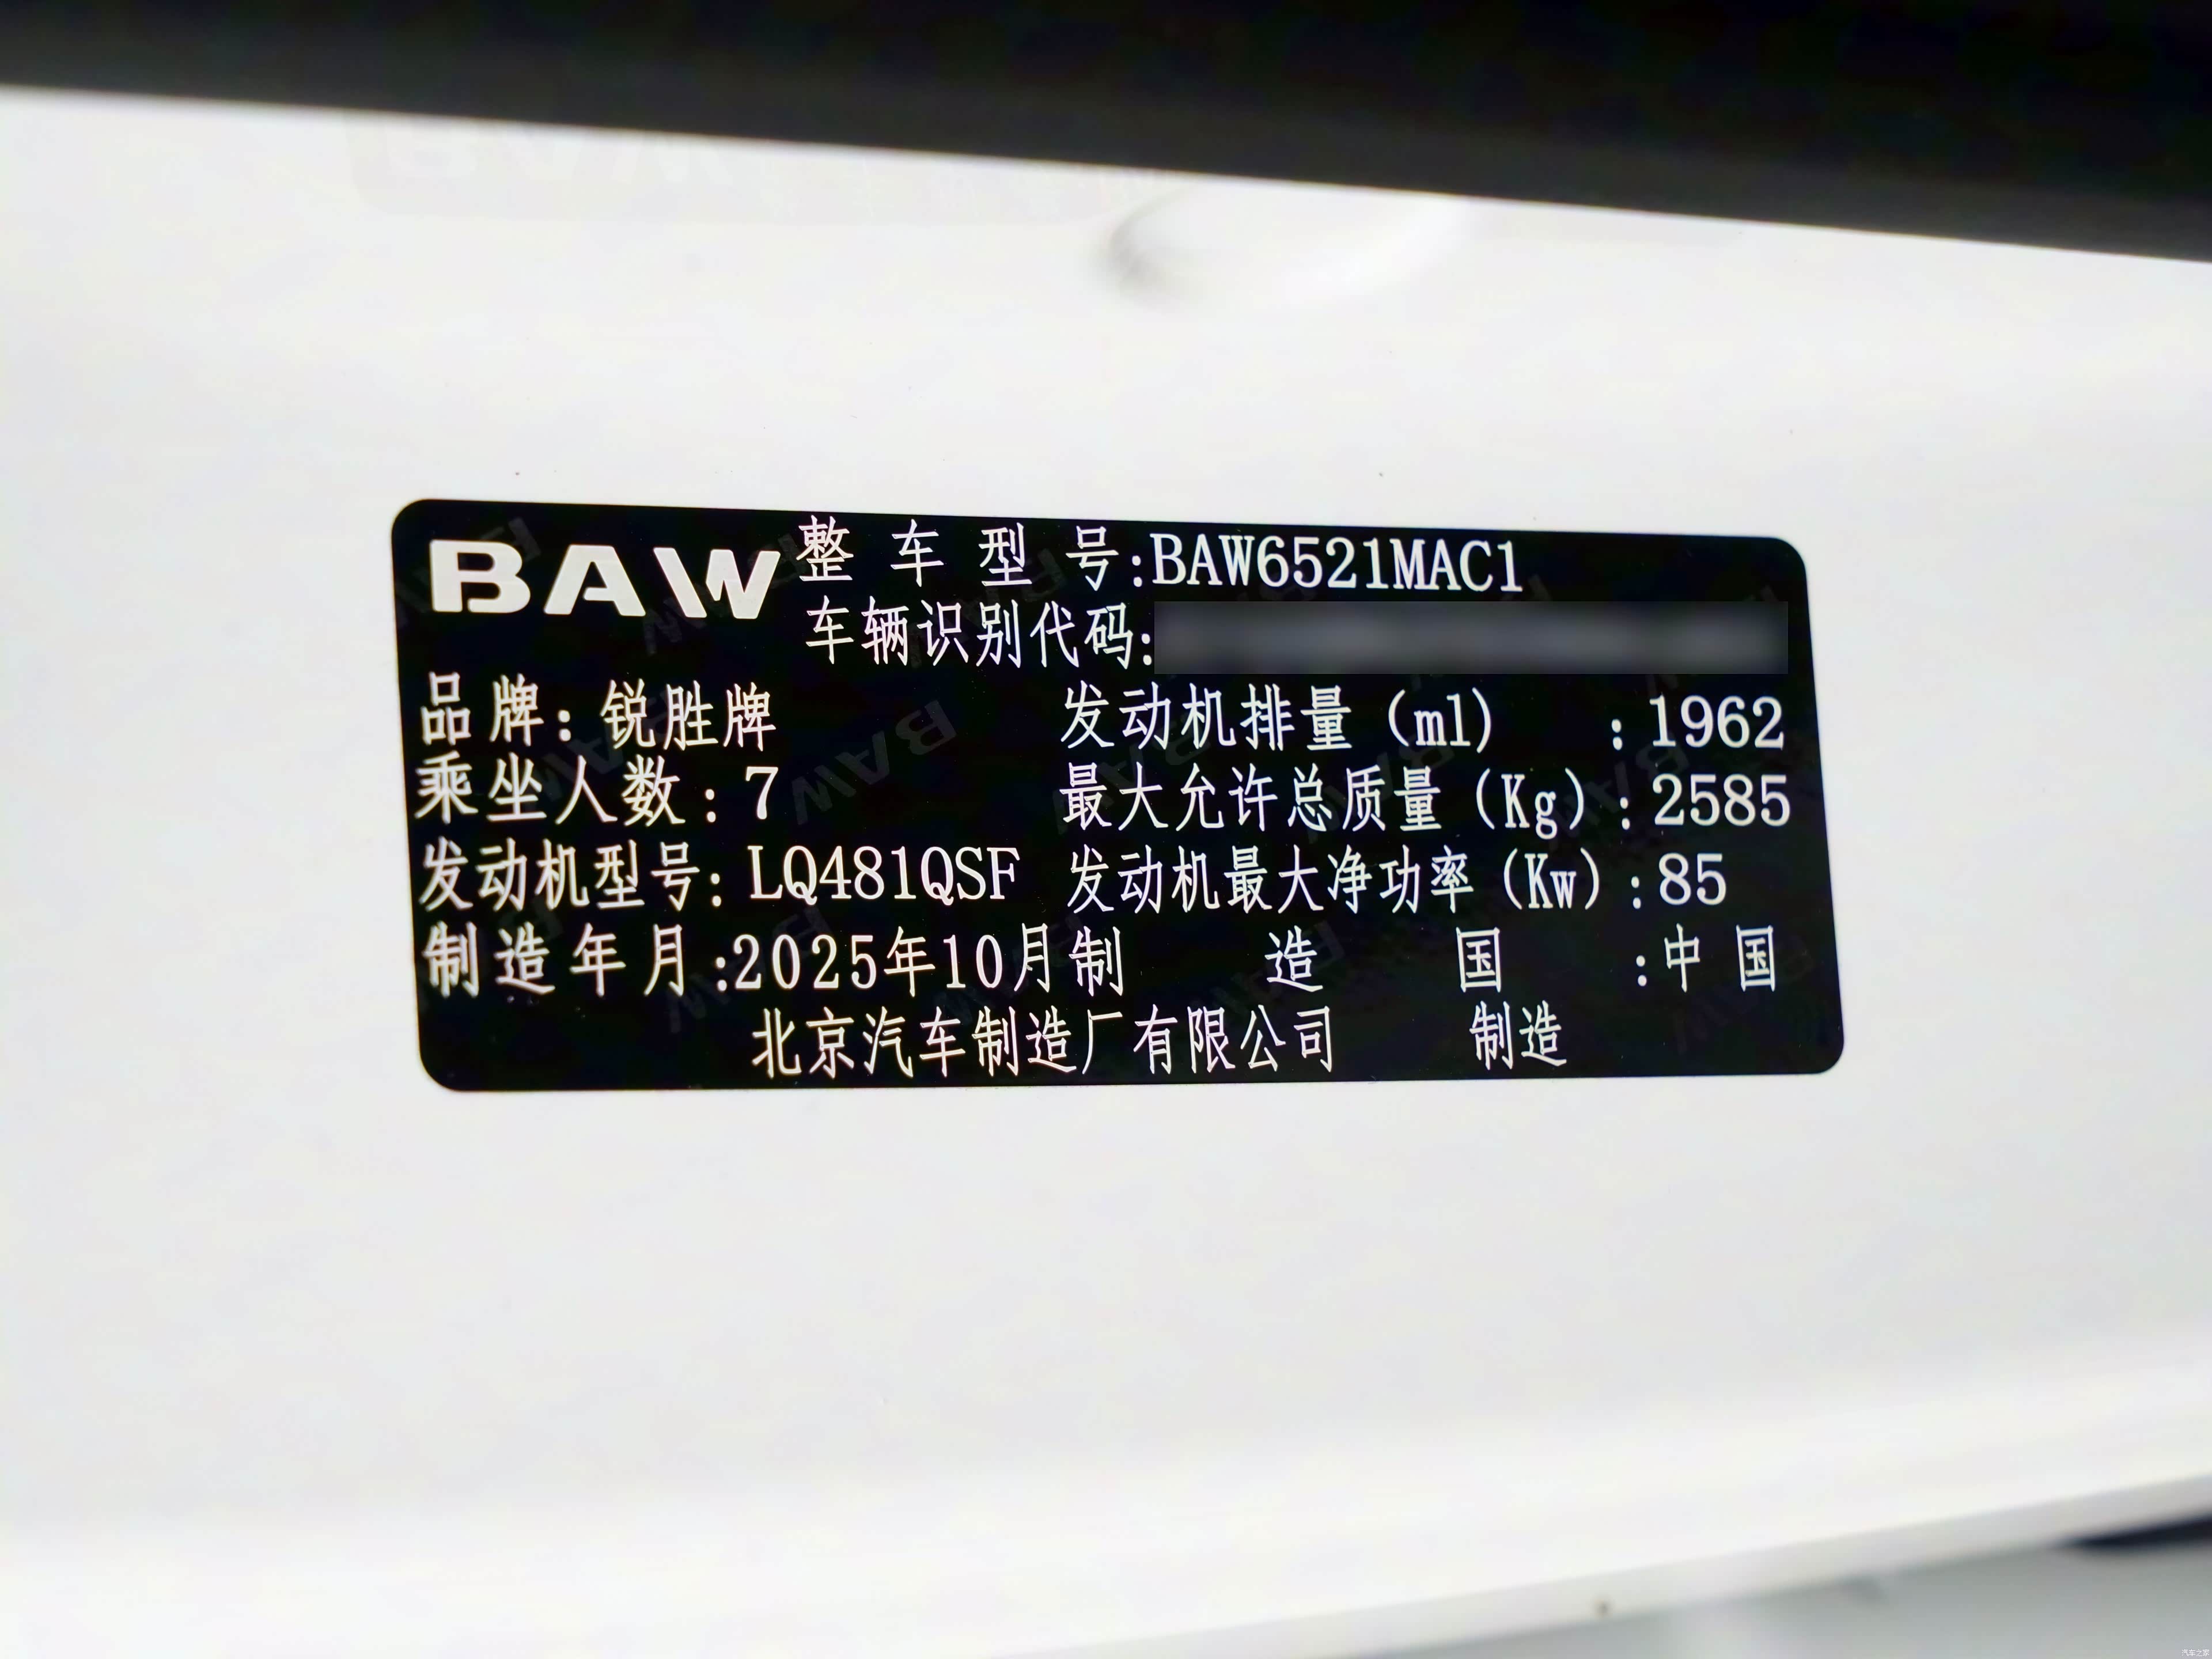 BAW 整车型号:BAW6521MAC1
车辆识别代码:
品牌:锐胜牌 发动机排量(ml):1962
乘坐人数:7 最大允许总质量(Kg):2585
发动机型号:LQ481QSF 发动机最大净功率(Kw):85
制造年月:2025年10月 制造国:中国
北京汽车制造厂有限公司 制造
汽车之家